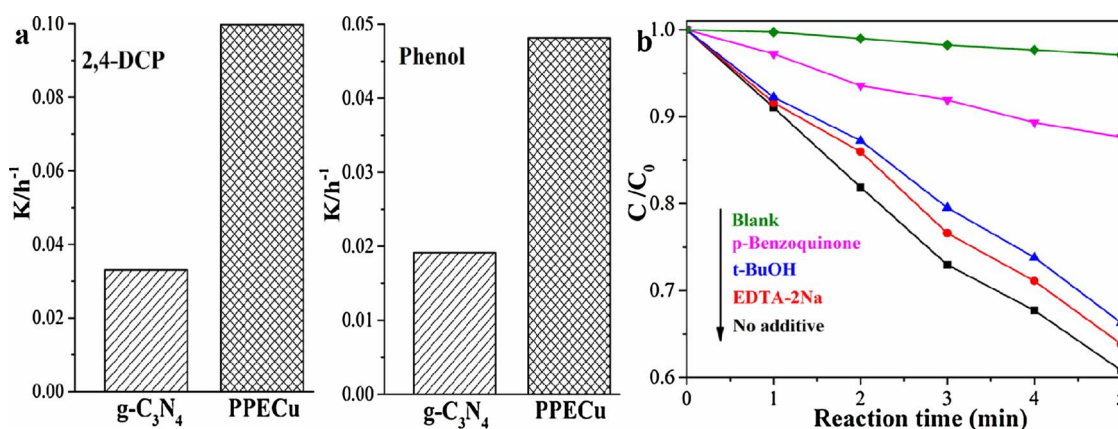 a
2,4-DCP
K/h⁻¹
0.10
0.08
0.06
0.04
0.02
0.00
g-C₃N₄
PPECu
Phenol
K/h⁻¹
0.05
0.04
0.03
0.02
0.01
0.00
g-C₃N₄
PPECu
b
C/C₀
1.0
0.9
0.8
0.7
0.6
Blank
p-Benzoquinone
t-BuOH
EDTA-2Na
No additive
0
1
2
3
4
Reaction time (min)